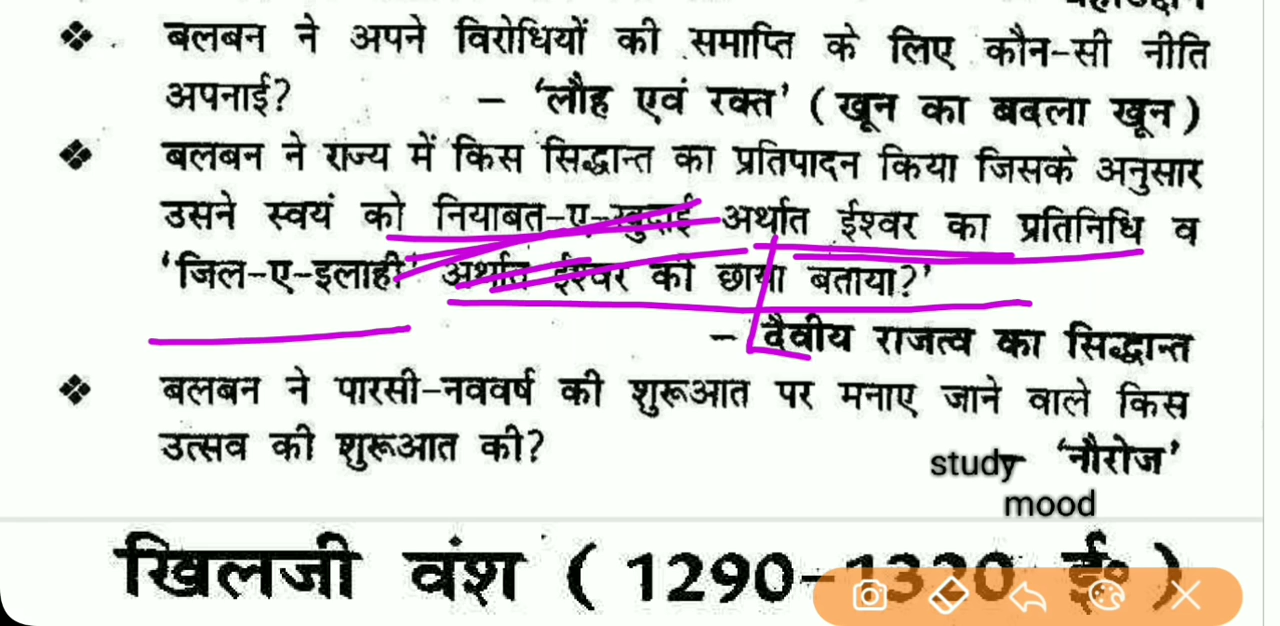 बलबन ने अपने विरोधियों की समाप्ति के लिए कौन-सी नीति
अपनाई? – ‘लौह एवं रक्त’ ( खून का बदला खून )
बलबन ने राज्य में किस सिद्धान्त का प्रतिपादन किया जिसके अनुसार
उसने स्वयं को नियाबत-ए-खुदाई अर्थात ईश्वर का प्रतिनिधि व
‘जिल-ए-इलाही’ अर्थात ईश्वर की छाया बताया?’
– दैवीय राजत्व का सिद्धान्त
बलबन ने पारसी-नववर्ष की शुरूआत पर मनाए जाने वाले किस
उत्सव की शुरूआत की? – ‘नौरोज’
study
mood
खिलजी वंश ( 1290-1320 ई० )